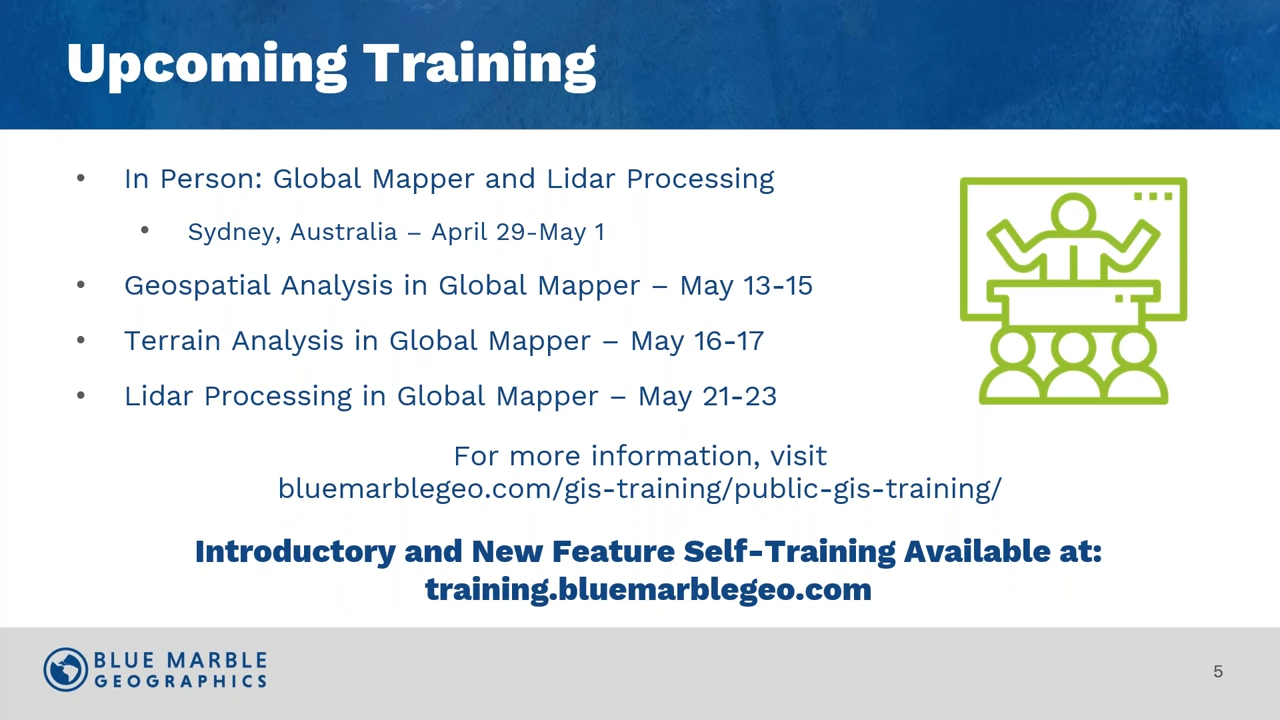 Upcoming Training
• In Person: Global Mapper and Lidar Processing
• Sydney, Australia – April 29-May 1
• Geospatial Analysis in Global Mapper – May 13-15
• Terrain Analysis in Global Mapper – May 16-17
• Lidar Processing in Global Mapper – May 21-23
For more information, visit
bluemarblegeo.com/gis-training/public-gis-training/
Introductory and New Feature Self-Training Available at:
training.bluemarblegeo.com
BLUE MARBLE
GEOGRAPHICS
5